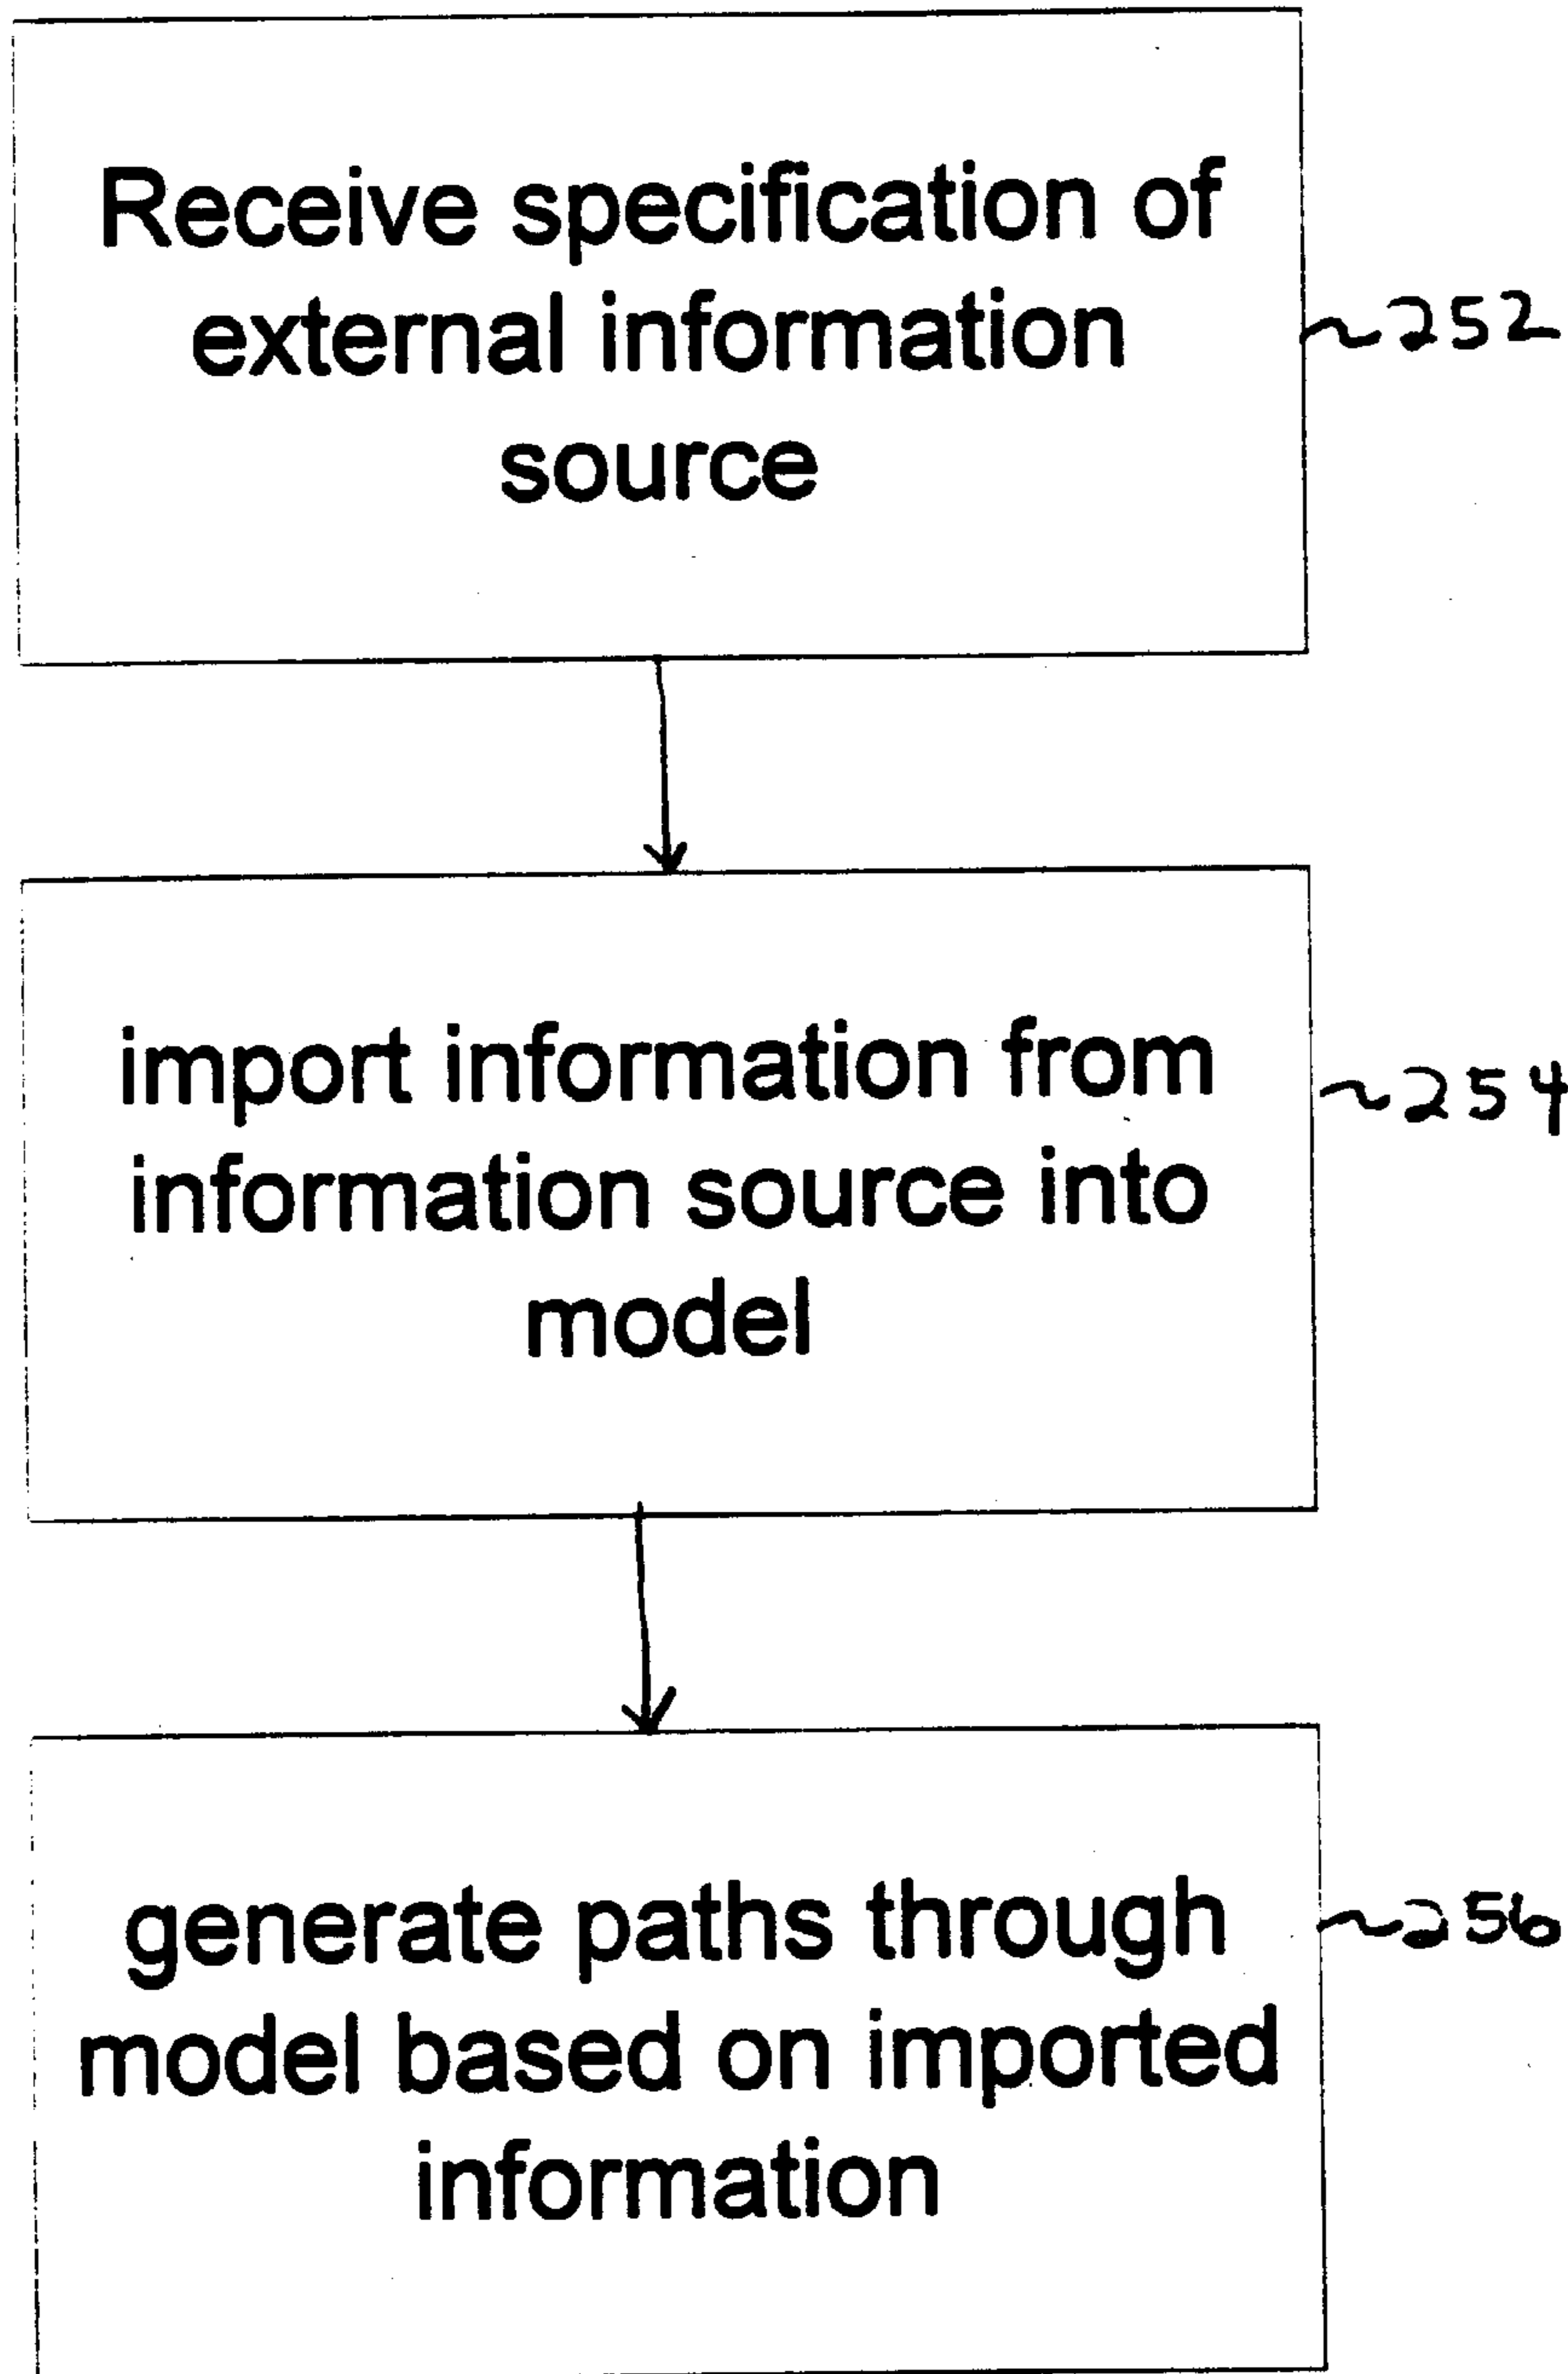 Receive specification of
external information
source
~252
import information from
information source into
model
~254
generate paths through
model based on imported
information
~256